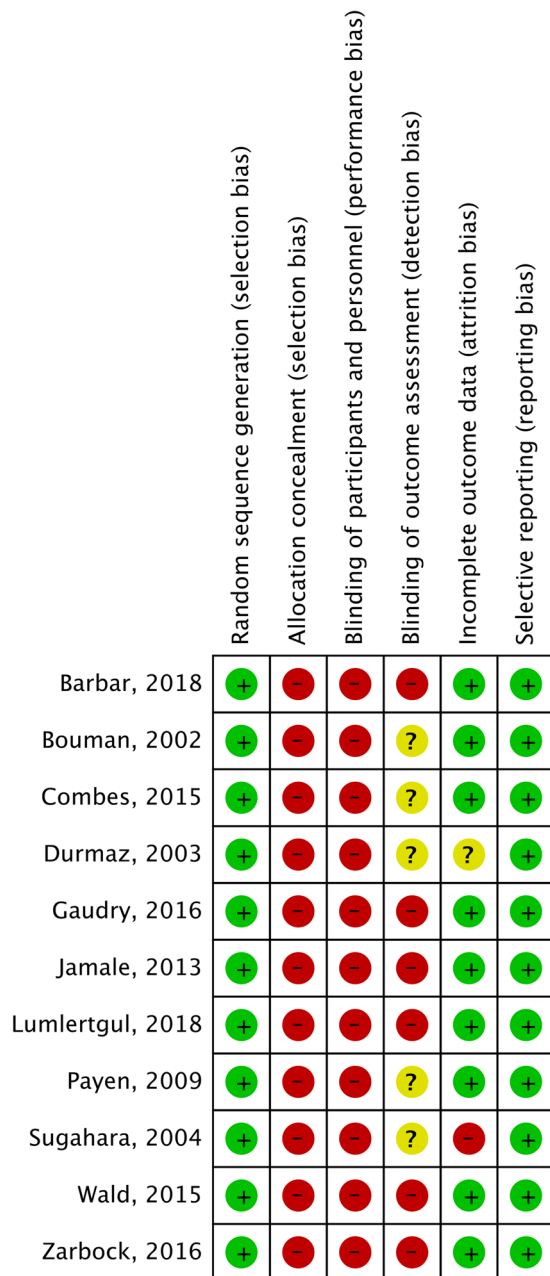 Random sequence generation (selection bias)
Allocation concealment (selection bias)
Blinding of participants and personnel (performance bias)
Blinding of outcome assessment (detection bias)
Incomplete outcome data (attrition bias)
Selective reporting (reporting bias)
Barbar, 2018 + - - - + +
Bouman, 2002 + - - ? + +
Combes, 2015 + - - ? + +
Durmaz, 2003 + - - ? ? +
Gaudry, 2016 + - - - + +
Jamale, 2013 + - - - + +
Lumlertgul, 2018 + - - - + +
Payen, 2009 + - - ? + +
Sugahara, 2004 + - - ? - +
Wald, 2015 + - - - + +
Zarbock, 2016 + - - - + +